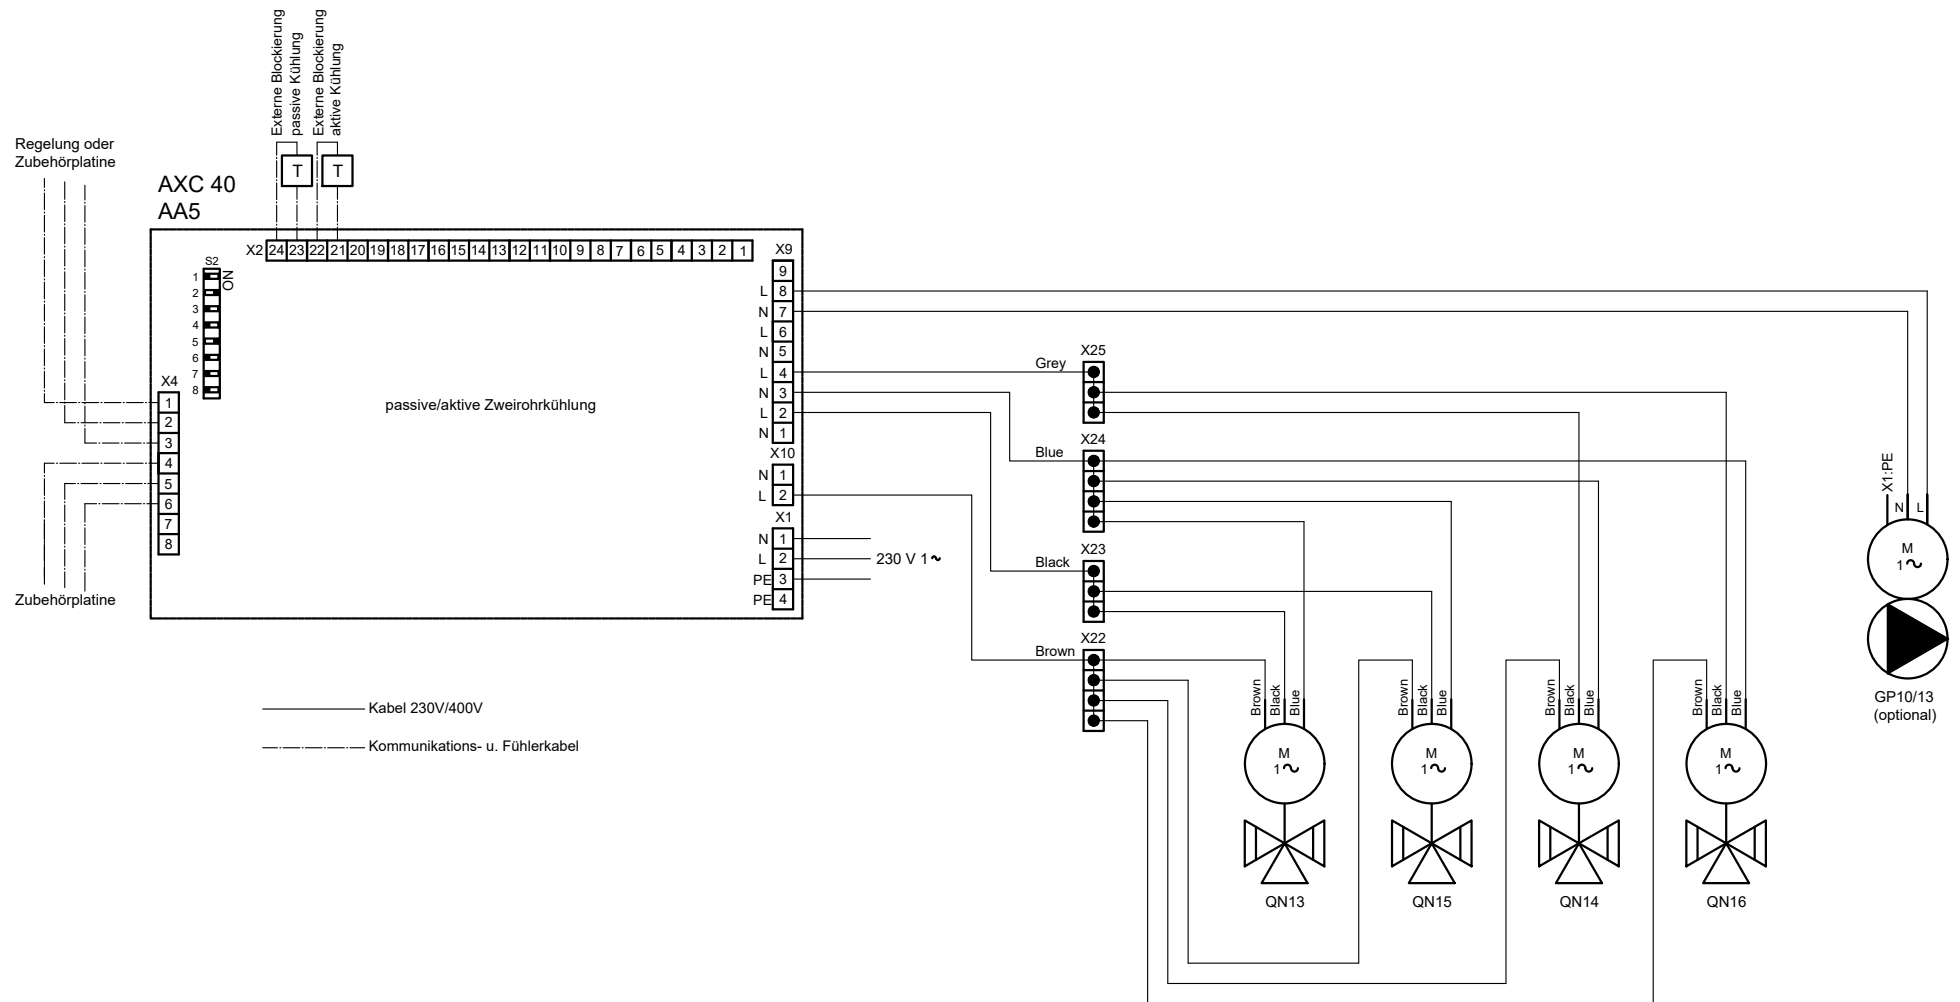 Externe Blockierung
passive Kühlung
Externe Blockierung
aktive Kühlung
Regelung oder
Zubehörplatine
T
T
AXC 40
AA5
X2 24 23 22 21 20 19 18 17 16 15 14 13 12 11 10 9 8 7 6 5 4 3 2 1
S2
ON
1
2
3
4
5
6
7
8
X4
1
2
3
4
5
6
7
8
Zubehörplatine
passive/aktive Zweirohrkühlung
X9
9
L 8
N 7
L 6
N 5
L 4
N 3
L 2
N 1
X10
N 1
L 2
X1
N 1
L 2
PE 3
PE 4
230 V 1~
Grey
X25
Blue
X24
Black
X23
Brown
X22
Kabel 230V/400V
Kommunikations- u. Fühlerkabel
Brown
Black
Blue
M
1~
QN13
Brown
Black
Blue
M
1~
QN15
Brown
Black
Blue
M
1~
QN14
Brown
Black
Blue
M
1~
QN16
X1:PE
N
L
M
1~
GP10/13
(optional)